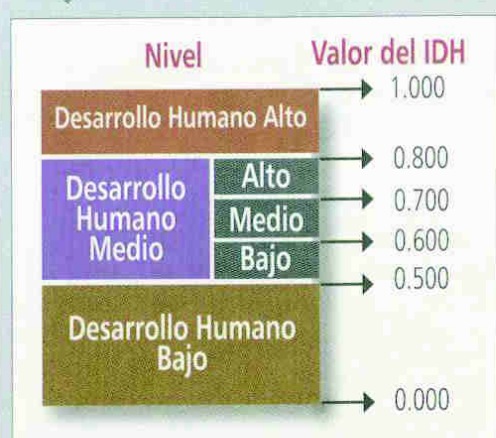 Nivel
Valor del IDH
1.000
Desarrollo Humano Alto
0.800
Desarrollo
Humano
Medio
Alto
0.700
Medio
0.600
Bajo
0.500
Desarrollo Humano
Bajo
0.000